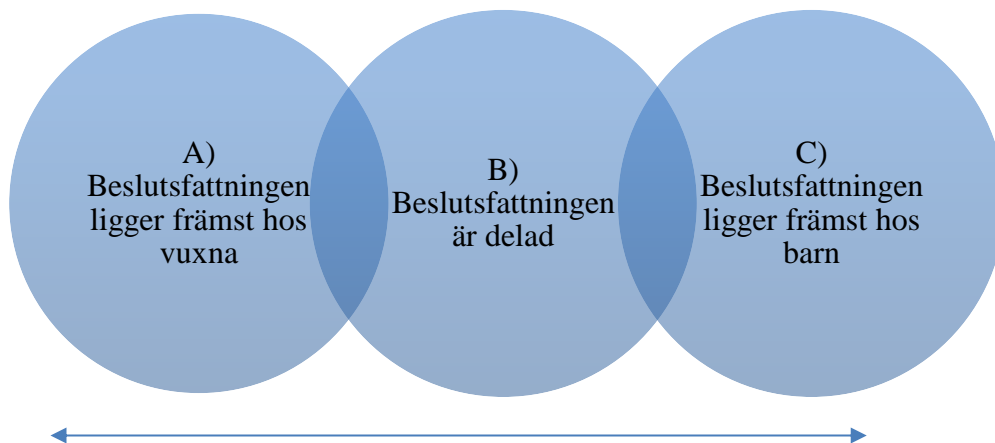 A)
Beslutsfattningen
ligger främst hos
vuxna
B)
Beslutsfattningen
är delad
C)
Beslutsfattningen
ligger främst hos
barn